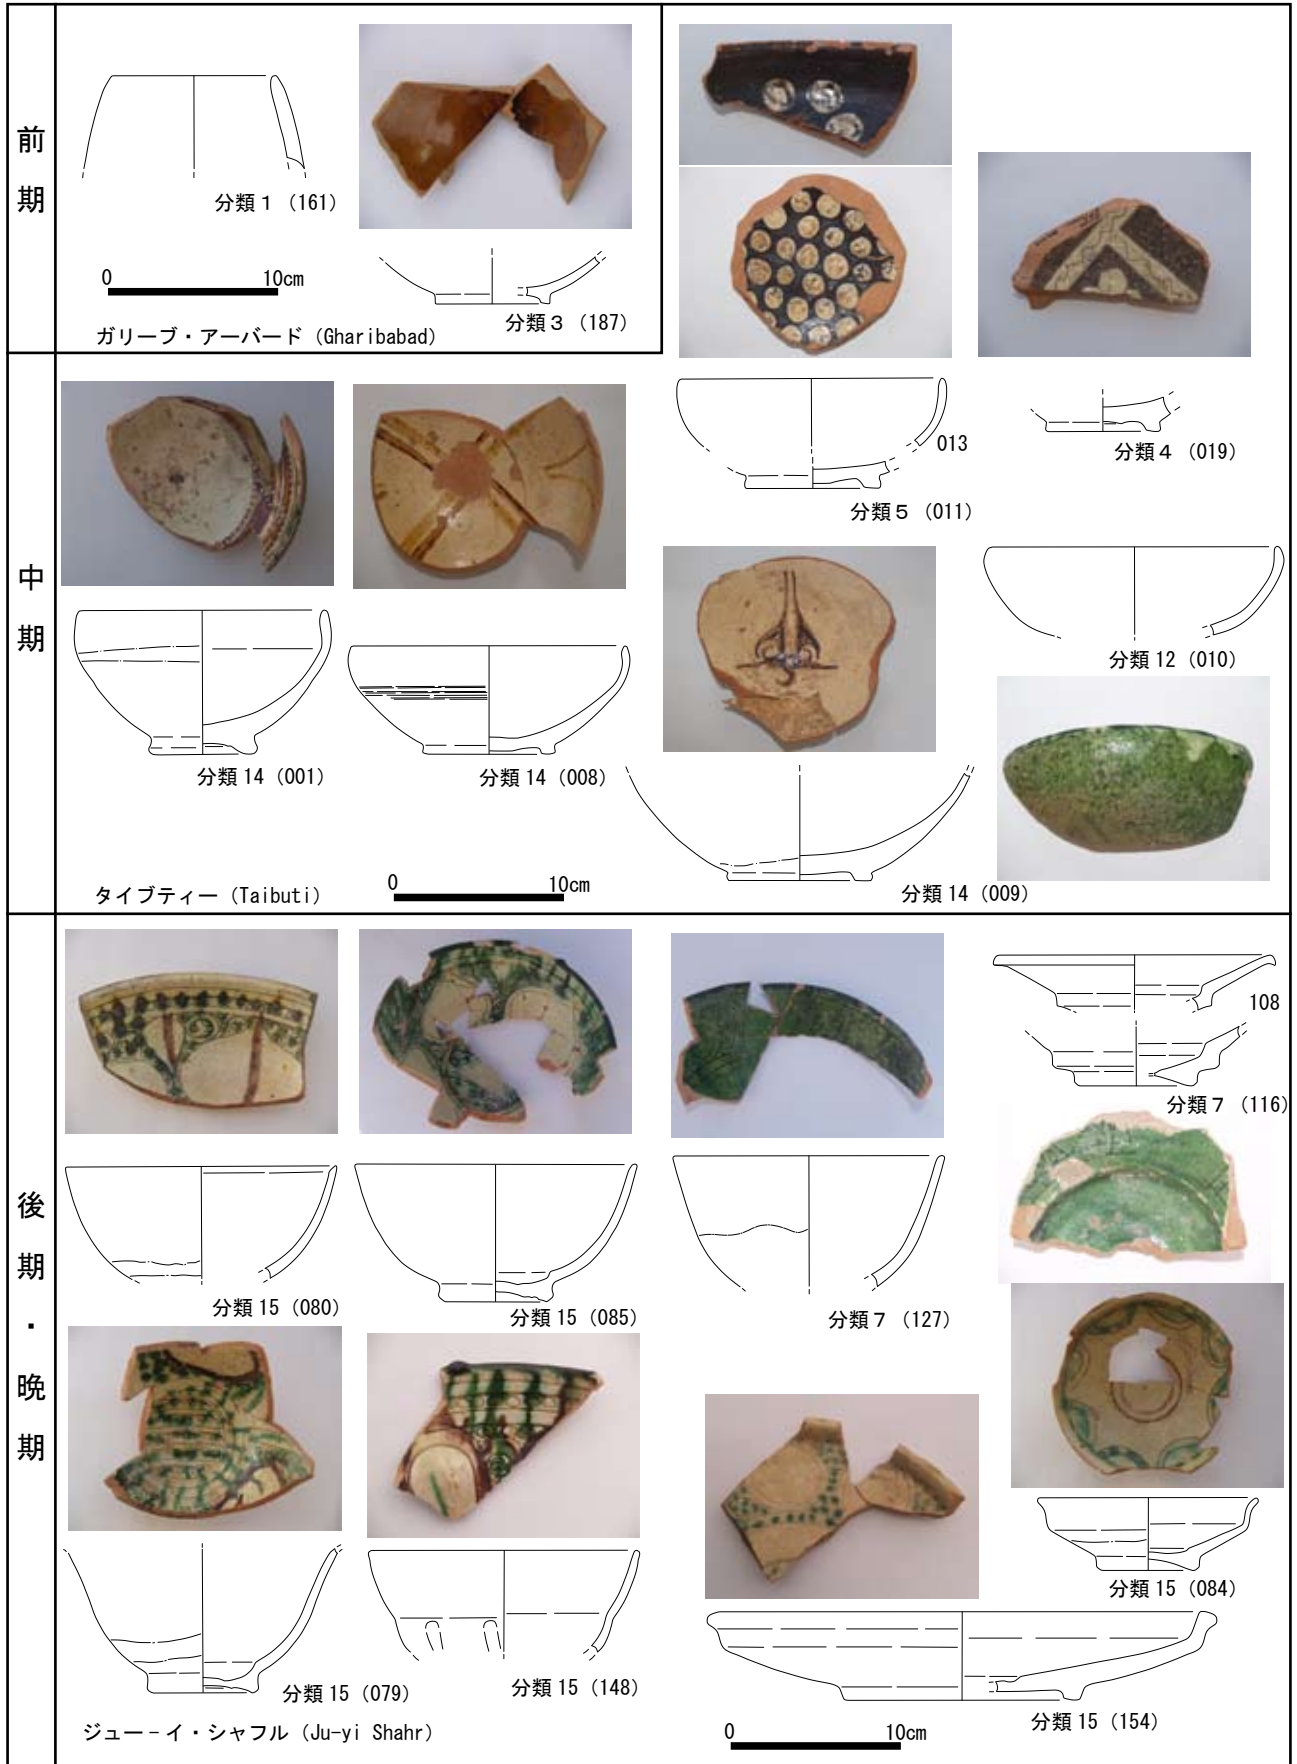 前期
分類 1 (161)
0 10cm
分類 3 (187)
ガリーブ・アーバード (Gharibabad)
013
分類 4 (019)
分類 5 (011)
中期
分類 12 (010)
分類 14 (001)
分類 14 (008)
分類 14 (009)
タイブティー (Taibuti)
0 10cm
後期・晩期
108
分類 7 (116)
分類 15 (080)
分類 15 (085)
分類 7 (127)
分類 15 (084)
分類 15 (079)
分類 15 (148)
分類 15 (154)
ジュー-イ・シャフル (Ju-yi Shahr)
0 10cm